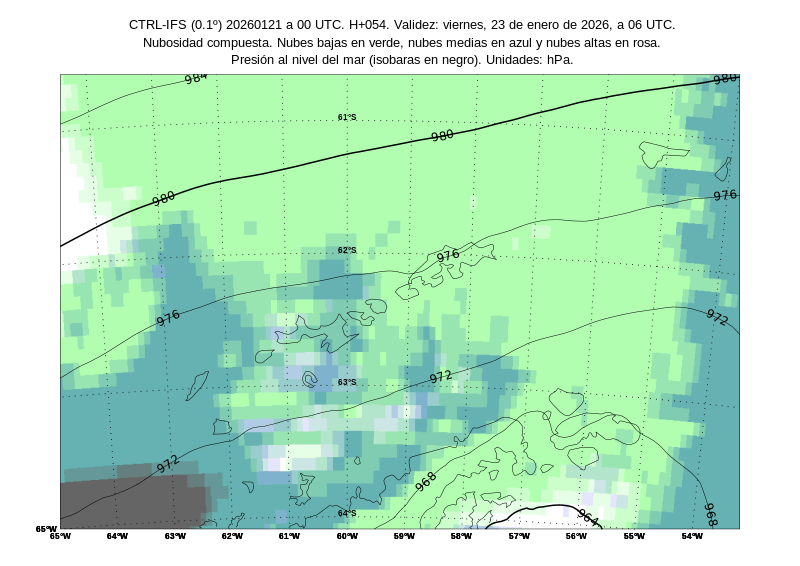 CTRL-IFS (0.1º) 20260121 a 00 UTC. H+054. Validez: viernes, 23 de enero de 2026, a 06 UTC.
Nubosidad compuesta. Nubes bajas en verde, nubes medias en azul y nubes altas en rosa.
Presión al nivel del mar (isobaras en negro). Unidades: hPa.
984
980
61°S
980
980
976
62°S
976
976
972
63°S
972
972
968
968
64°S
964
65°W
65°W 64°W 63°W 62°W 61°W 60°W 59°W 58°W 57°W 56°W 55°W 54°W